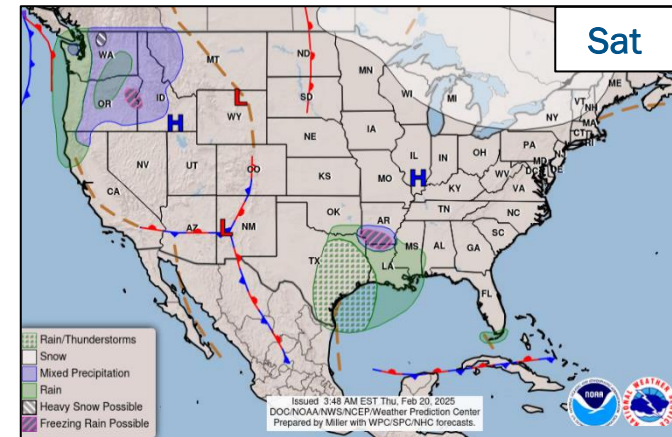 Sat
WA
MT
ND
MN
OR
ID
L
WY
SD
WI
MI
ME
VT
NH
NY
MA
CT
RI
H
NE
IA
PA
NV
UT
CO
IL
IN
OH
MD
DE
NJ
DC
WV
VA
CA
KS
MO
H
KY
AZ
L
NM
OK
AR
TN
NC
SC
TX
LA
MS
AL
GA
FL
Rain/Thunderstorms
Snow
Mixed Precipitation
Rain
Heavy Snow Possible
Freezing Rain Possible
Issued 3:48 AM EST Thu, Feb 20, 2025
DOC/NOAA/NWS/NCEP/Weather Prediction Center
Prepared by Miller with WPC/SPC/NHC forecasts.
NOAA
NATIONAL WEATHER